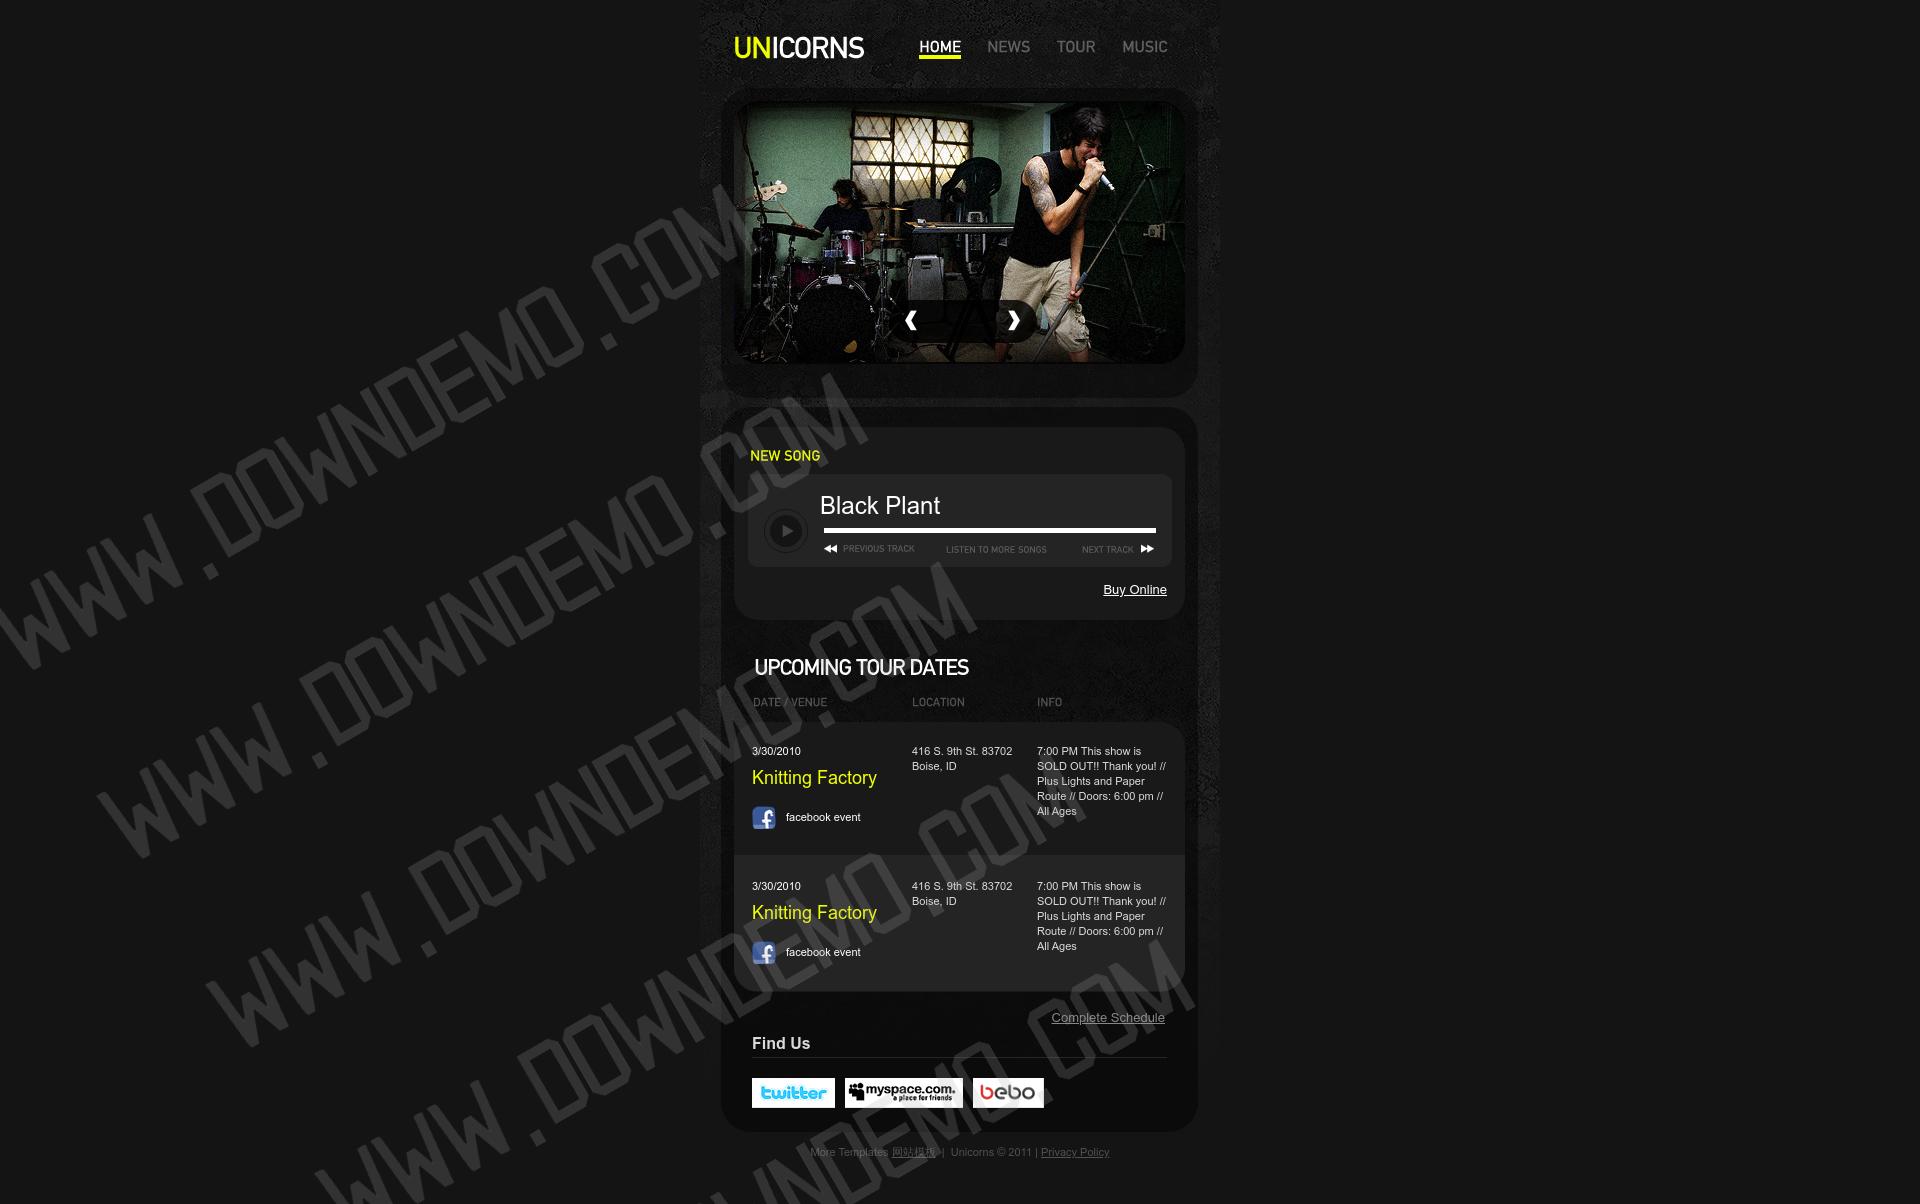 UNICORNS
HOME NEWS TOUR MUSIC
NEW SONG
Black Plant
PREVIOUS TRACK LISTEN TO MORE SONGS NEXT TRACK
Buy Online
UPCOMING TOUR DATES
DATE / VENUE LOCATION INFO
3/30/2010
Knitting Factory
facebook event
416 S. 9th St. 83702
Boise, ID
7:00 PM This show is
SOLD OUT!! Thank you! //
Plus Lights and Paper
Route // Doors: 6:00 pm //
All Ages
3/30/2010
Knitting Factory
facebook event
416 S. 9th St. 83702
Boise, ID
7:00 PM This show is
SOLD OUT!! Thank you! //
Plus Lights and Paper
Route // Doors: 6:00 pm //
All Ages
Complete Schedule
Find Us
twitter
myspace.com.
a place for friends
bebo
More Templates 网站模板 | Unicorns © 2011 | Privacy Policy
WWW.DOWNDEMO.COM
WWW.DOWNDEMO.COM
WWW.DOWNDEMO.COM
WWW.DOWNDEMO.COM
WNDEMO.COM